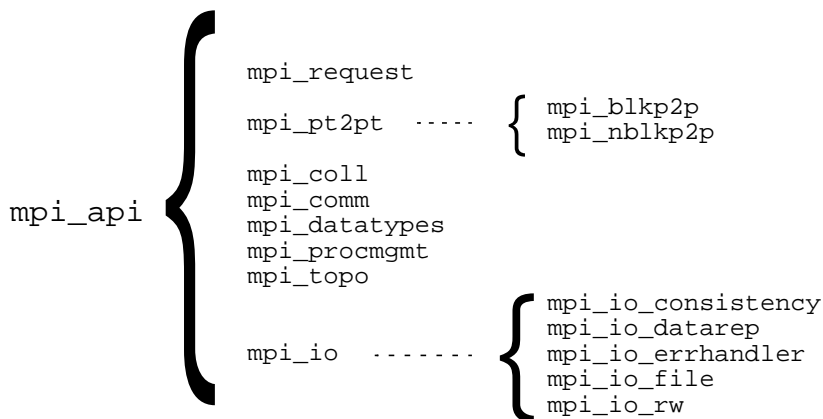 mpi_api
mpi_request
mpi_pt2pt
mpi_blkp2p
mpi_nblkp2p
mpi_coll
mpi_comm
mpi_datatypes
mpi_procmgmt
mpi_topo
mpi_io
mpi_io_consistency
mpi_io_datarep
mpi_io_errhandler
mpi_io_file
mpi_io_rw